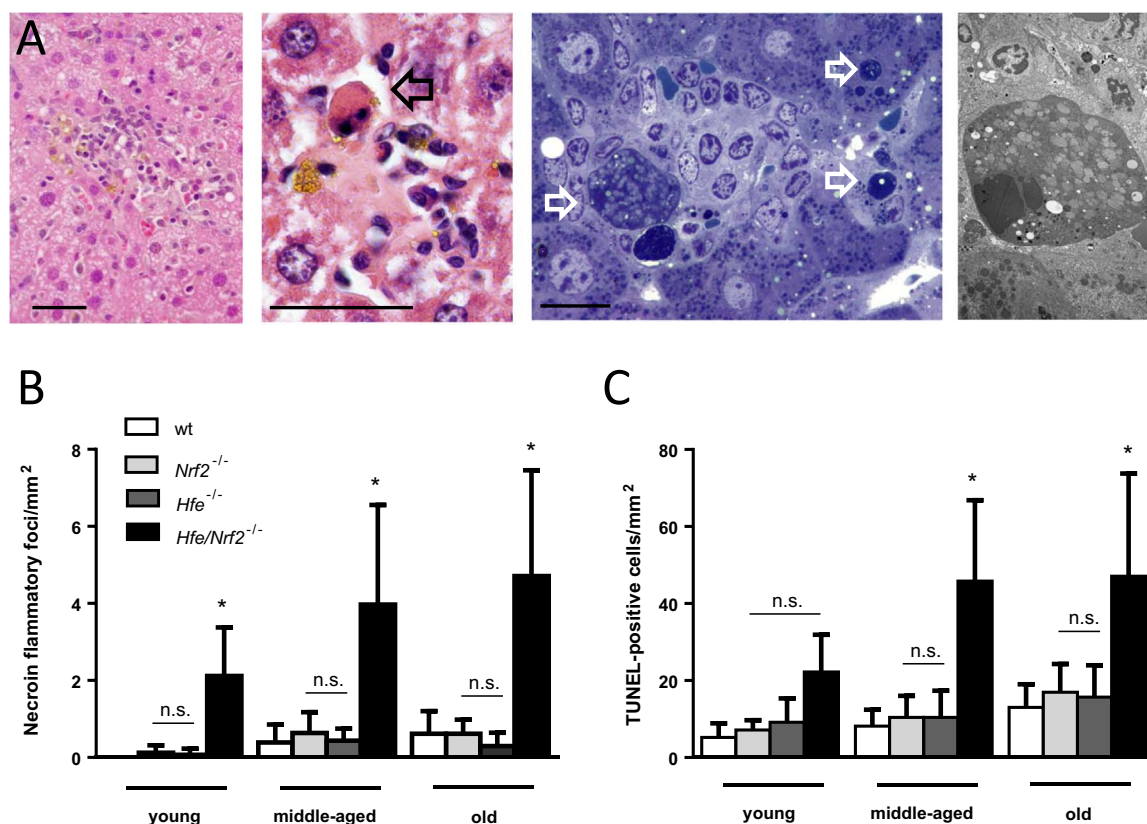 A
B
wt
Nrf2-/-
Hfe-/-
Hfe/Nrf2-/-
Necroin flammatory foci/mm2
8
6
4
2
0
*
*
*
n.s.
n.s.
n.s.
young
middle-aged
old
C
TUNEL-positive cells/mm2
80
60
40
20
0
*
*
n.s.
n.s.
n.s.
young
middle-aged
old